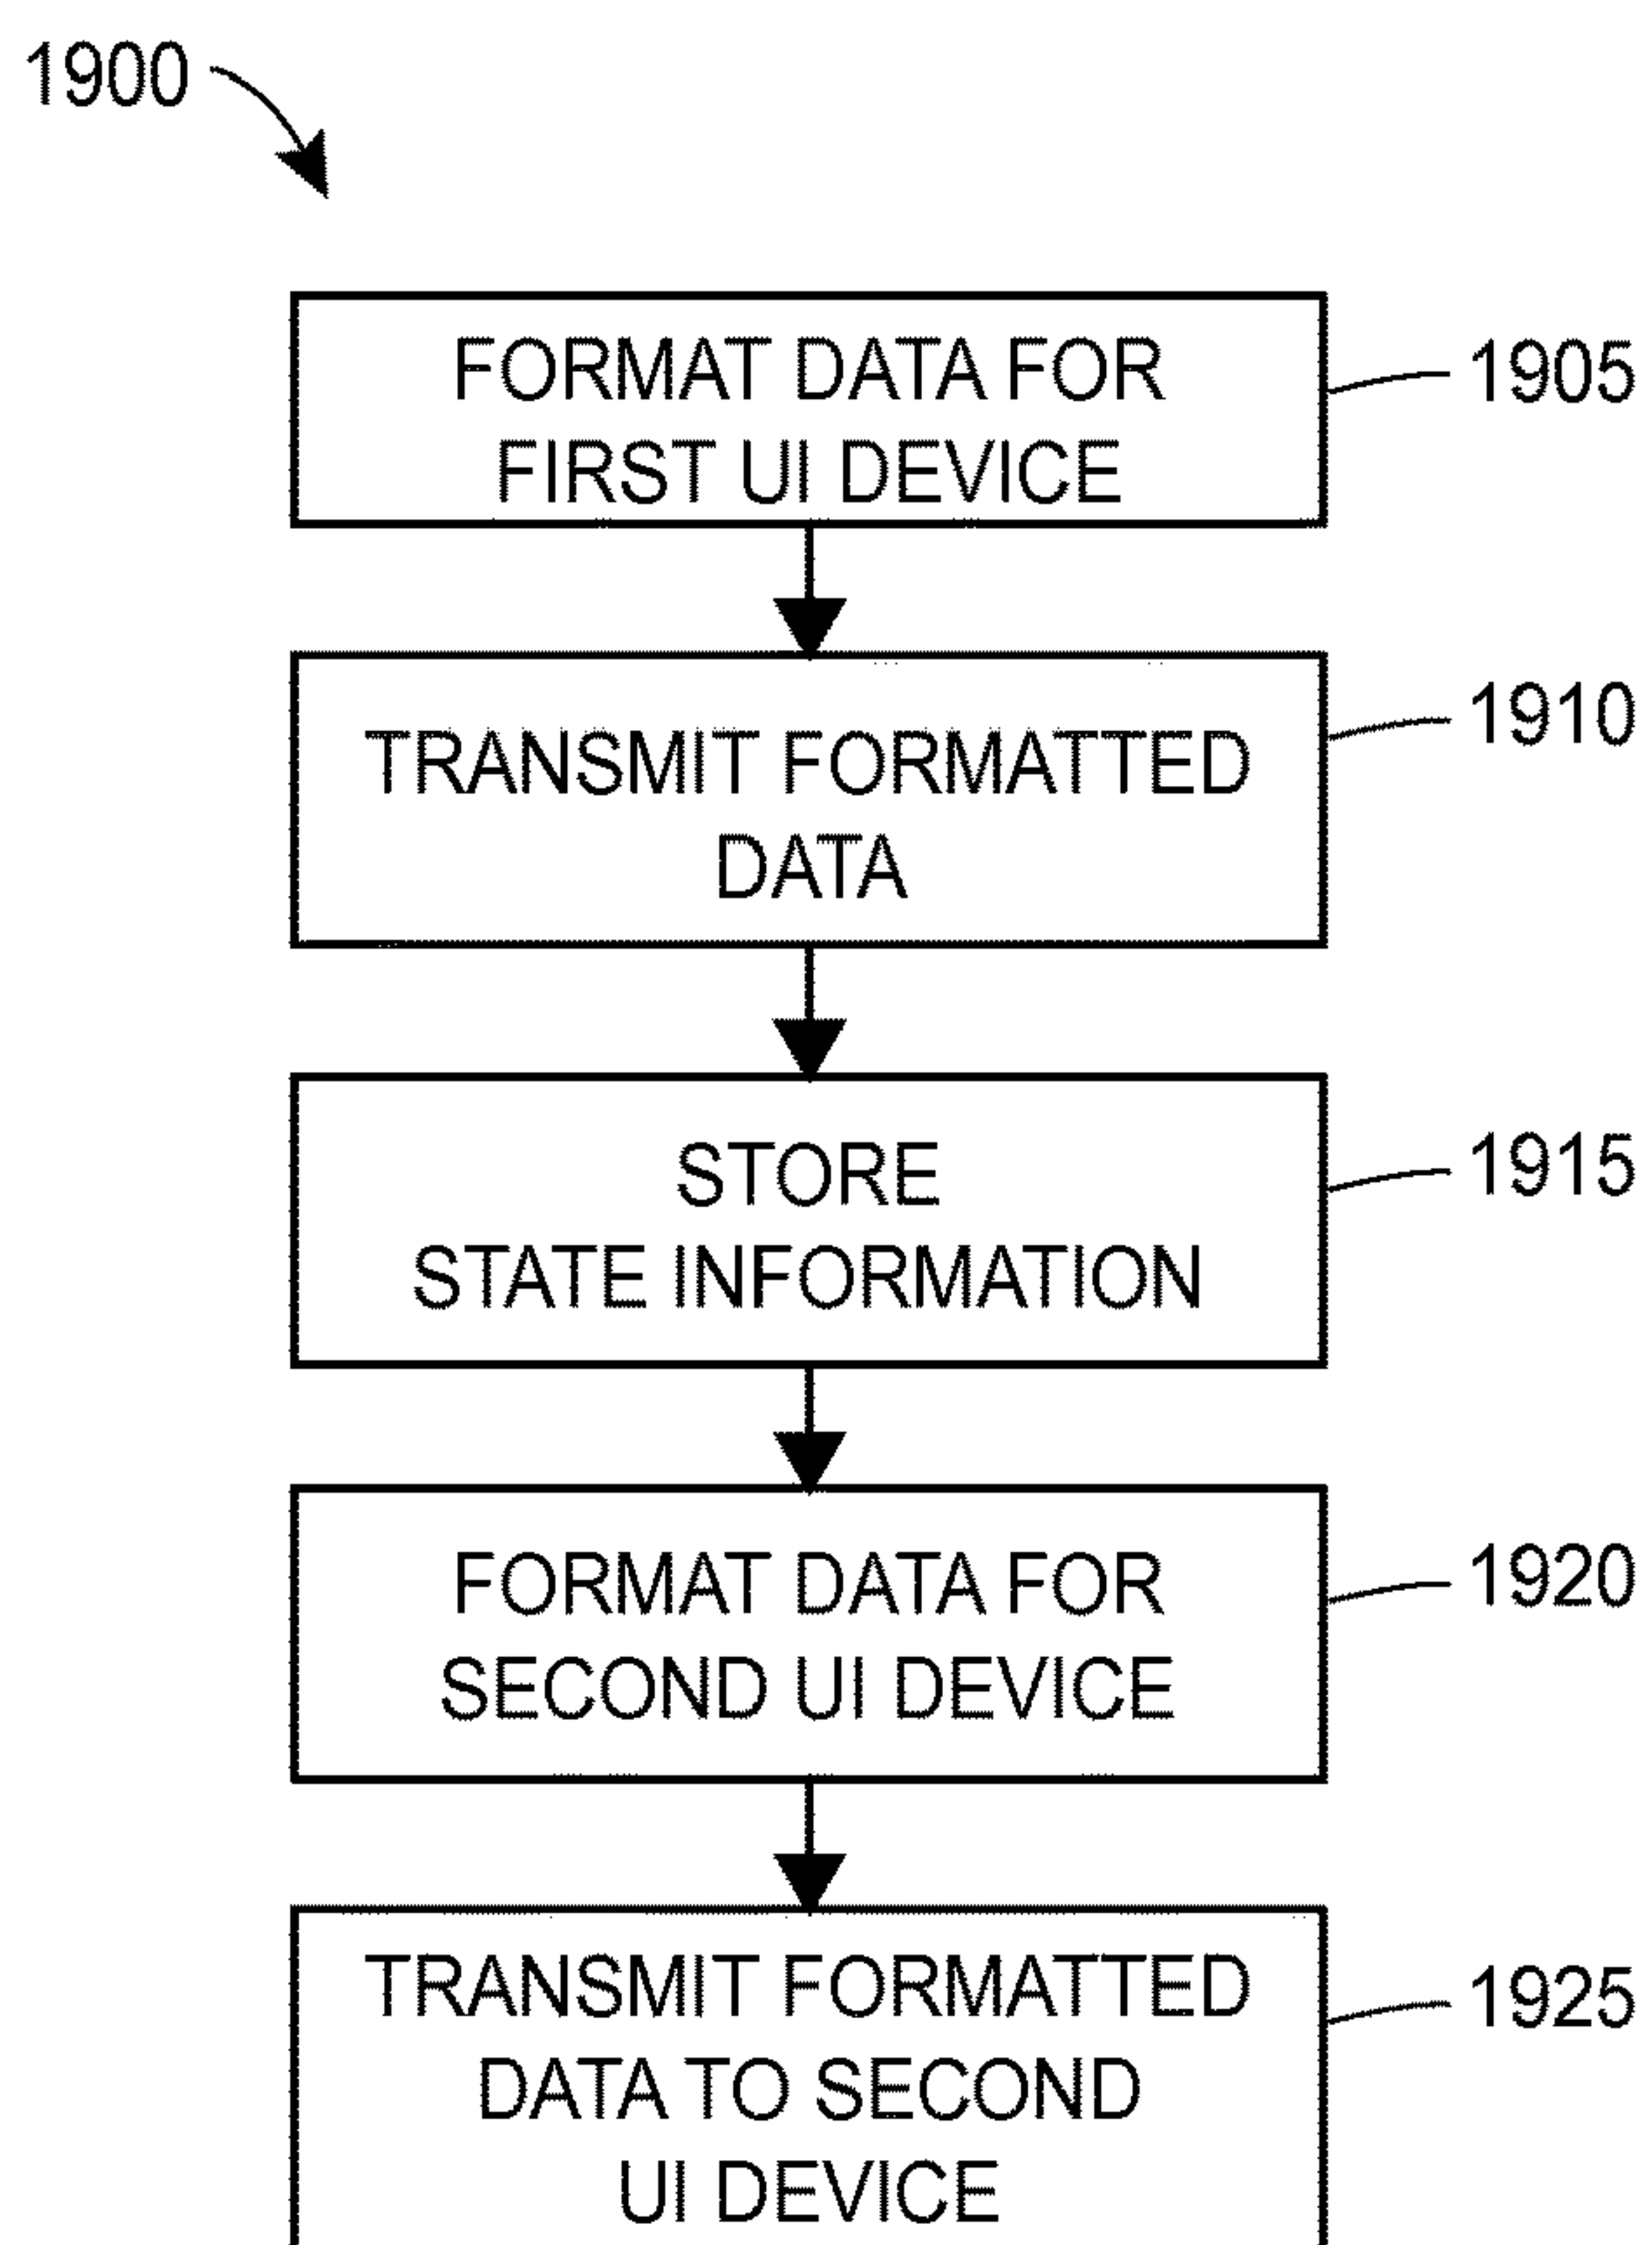 1900
FORMAT DATA FOR
FIRST UI DEVICE
1905
TRANSMIT FORMATTED
DATA
1910
STORE
STATE INFORMATION
1915
FORMAT DATA FOR
SECOND UI DEVICE
1920
TRANSMIT FORMATTED
DATA TO SECOND
UI DEVICE
1925